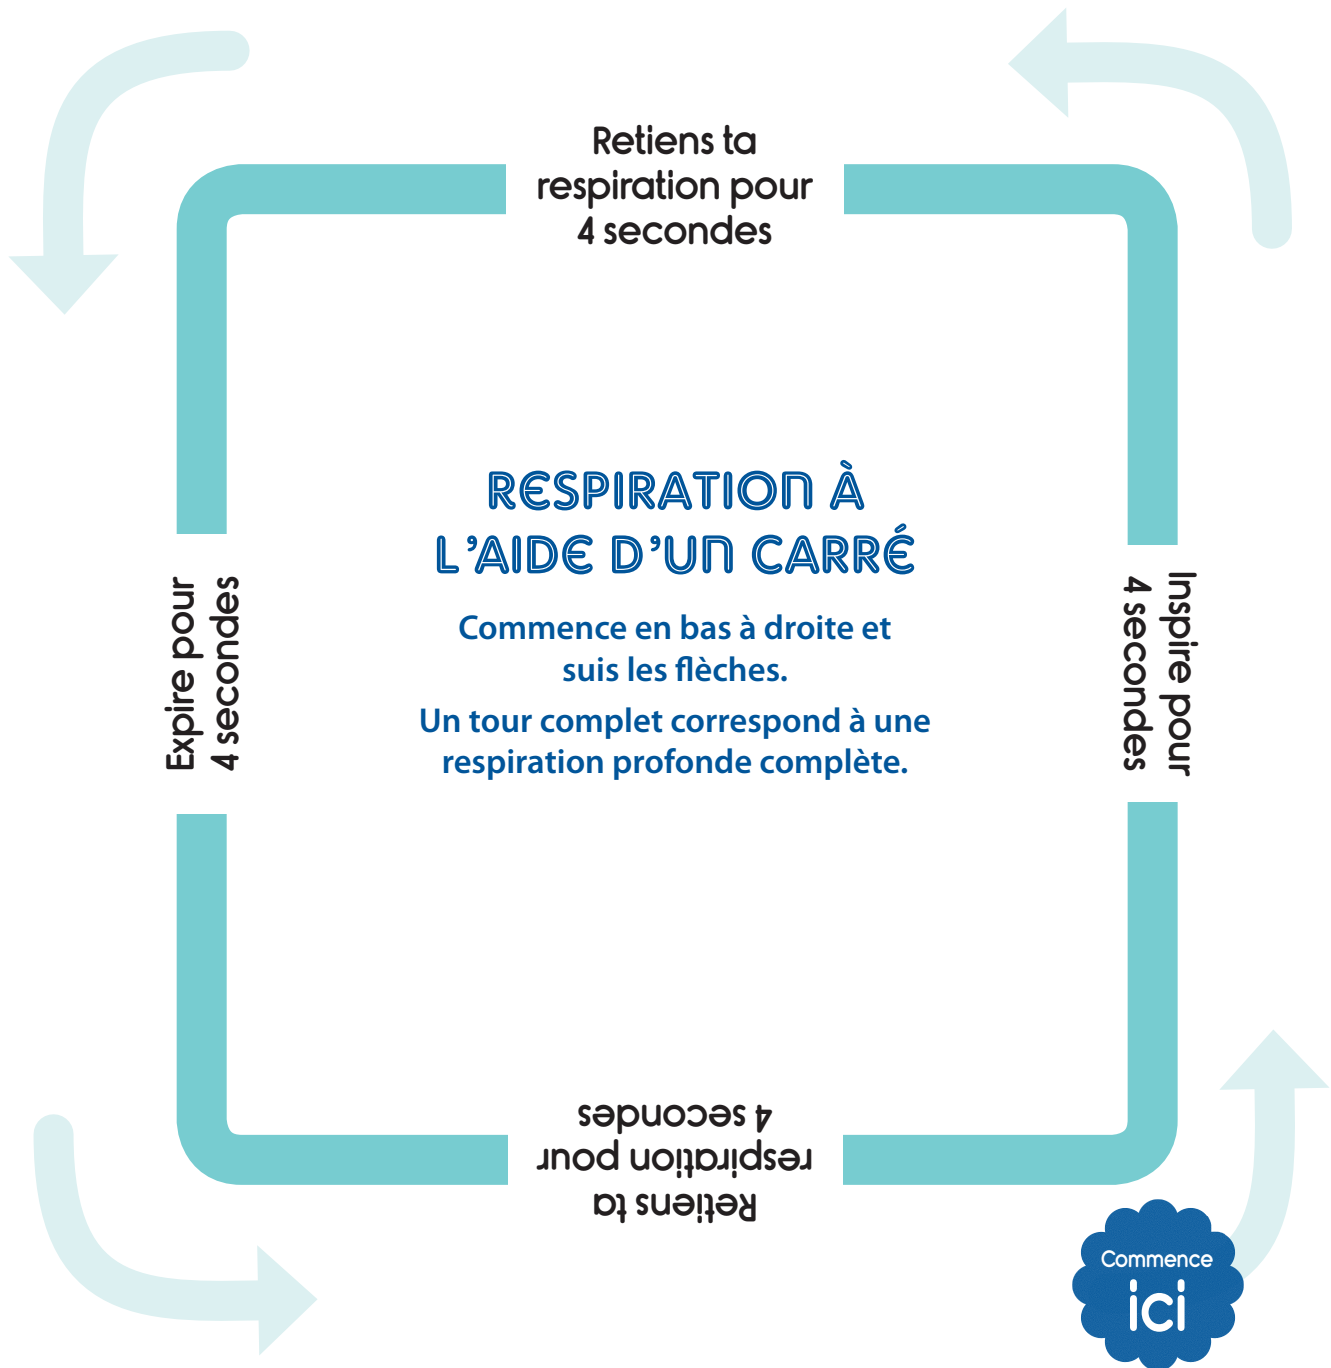 Retiens ta
respiration pour
4 secondes
RESPIRATION À
L’AIDE D’UN CARRÉ
Commence en bas à droite et
suis les flèches.
Un tour complet correspond à une
respiration profonde complète.
Expire pour
4 secondes
Inspire pour
4 secondes
Retiens ta
respiration pour
4 secondes
Commence
ici